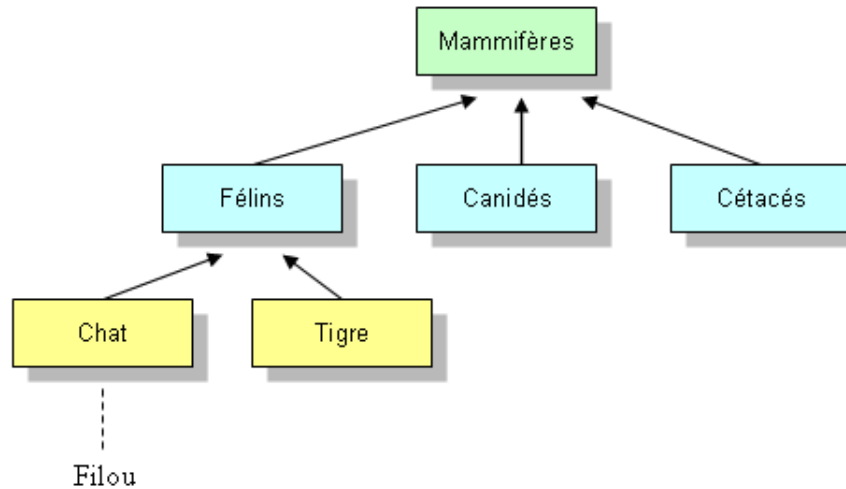 Mammifères
Félins
Canidés
Cétacés
Chat
Tigre
Filou